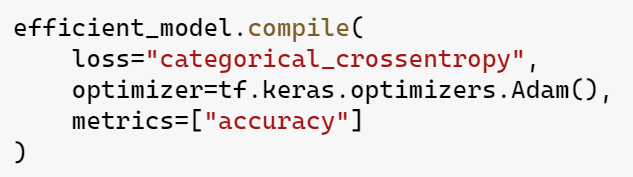 efficient_model.compile(
    loss="categorical_crossentropy",
    optimizer=tf.keras.optimizers.Adam(),
    metrics=["accuracy"]
)